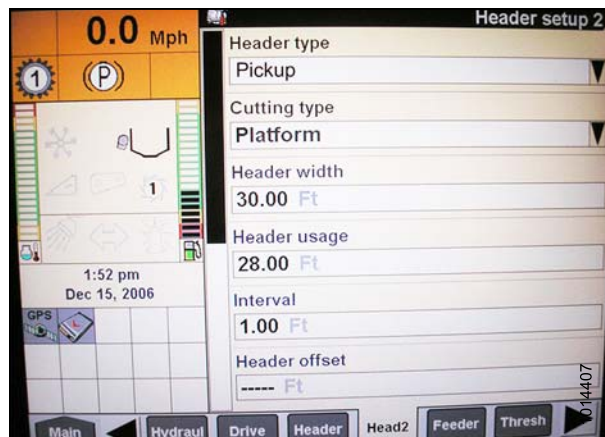 0.0 Mph
Header setup 2
1
(P)
1
1:52 pm
Dec 15, 2006
GPS
Header type
Pickup
Cutting type
Platform
Header width
30.00 Ft
Header usage
28.00 Ft
Interval
1.00 Ft
Header offset
----- Ft
Main
Hydraul
Drive
Header
Head2
Feeder
Thresh